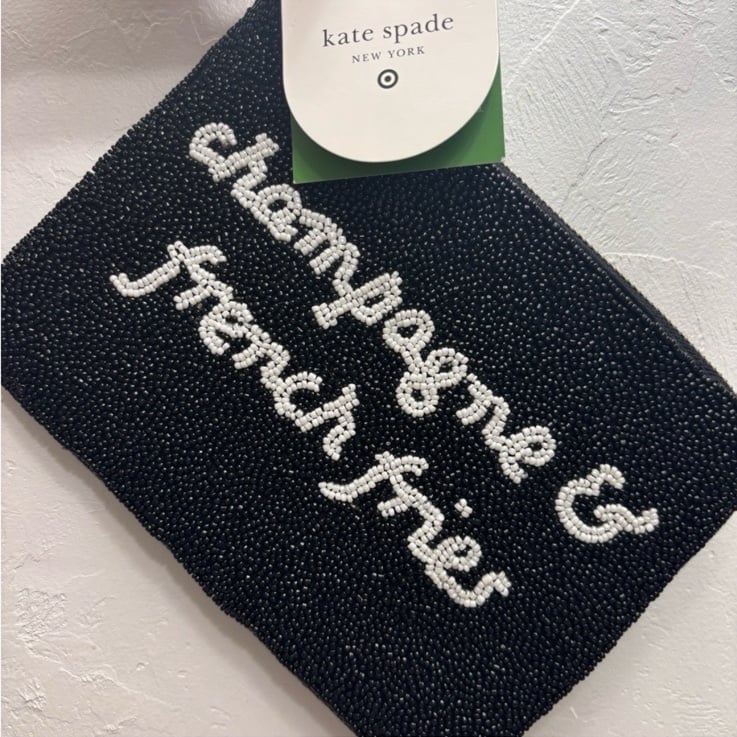 kate spade
NEW YORK
champagne &
french fries